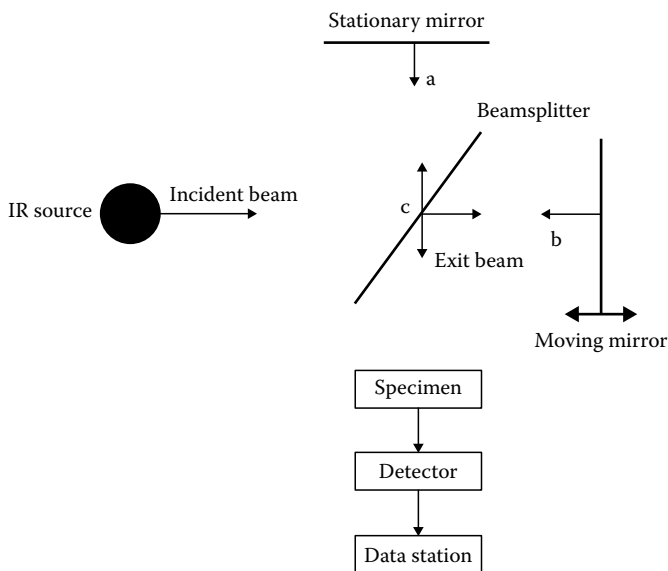 Stationary mirror
a
Beamsplitter
Incident beam
IR source
c
b
Exit beam
Moving mirror
Specimen
Detector
Data station